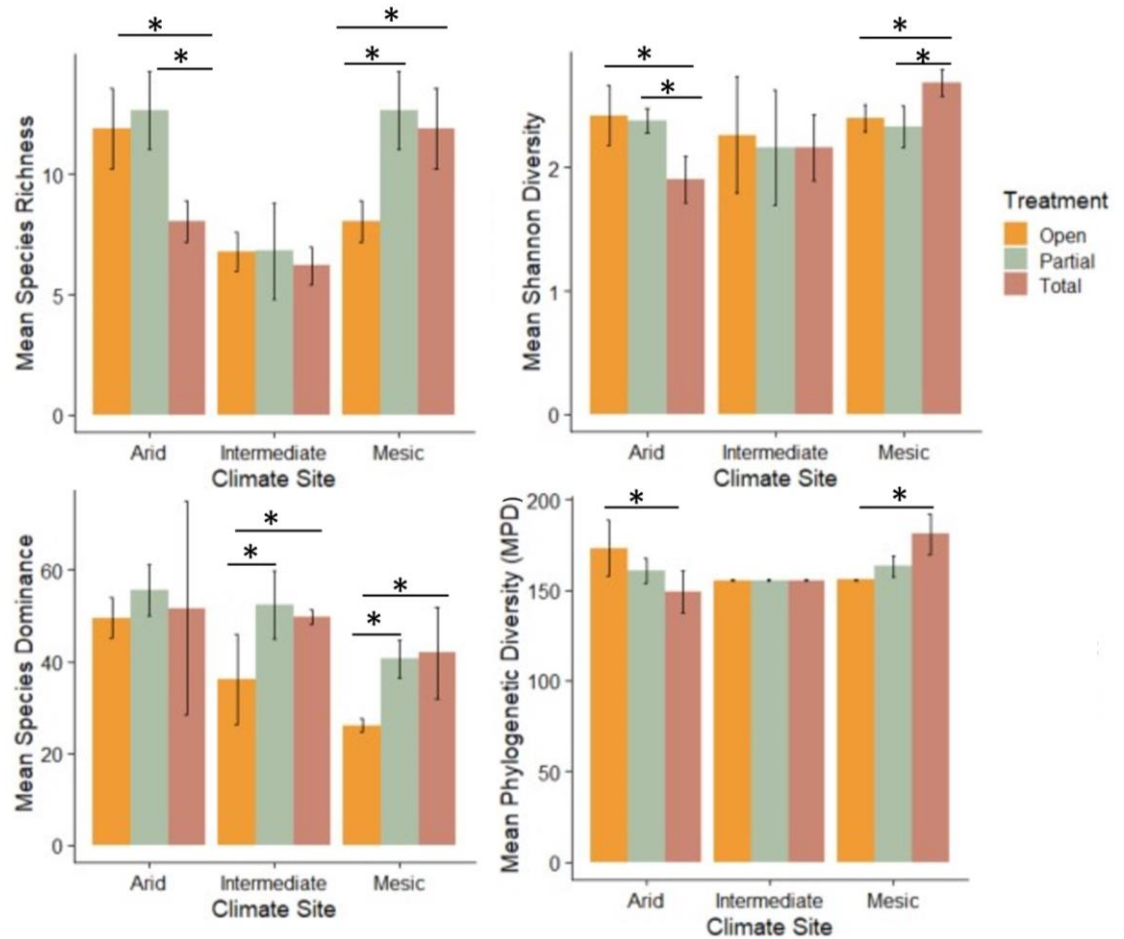 * *
* *
Mean Species Richness
10
5
0
Arid Intermediate Mesic
Climate Site
* *
* *
Mean Shannon Diversity
2
1
0
Arid Intermediate Mesic
Climate Site
Treatment
Open
Partial
Total
*
* *
*
Mean Species Dominance
60
40
20
0
Arid Intermediate Mesic
Climate Site
* *
Mean Phylogenetic Diversity (MPD)
200
150
100
50
0
Arid Intermediate Mesic
Climate Site